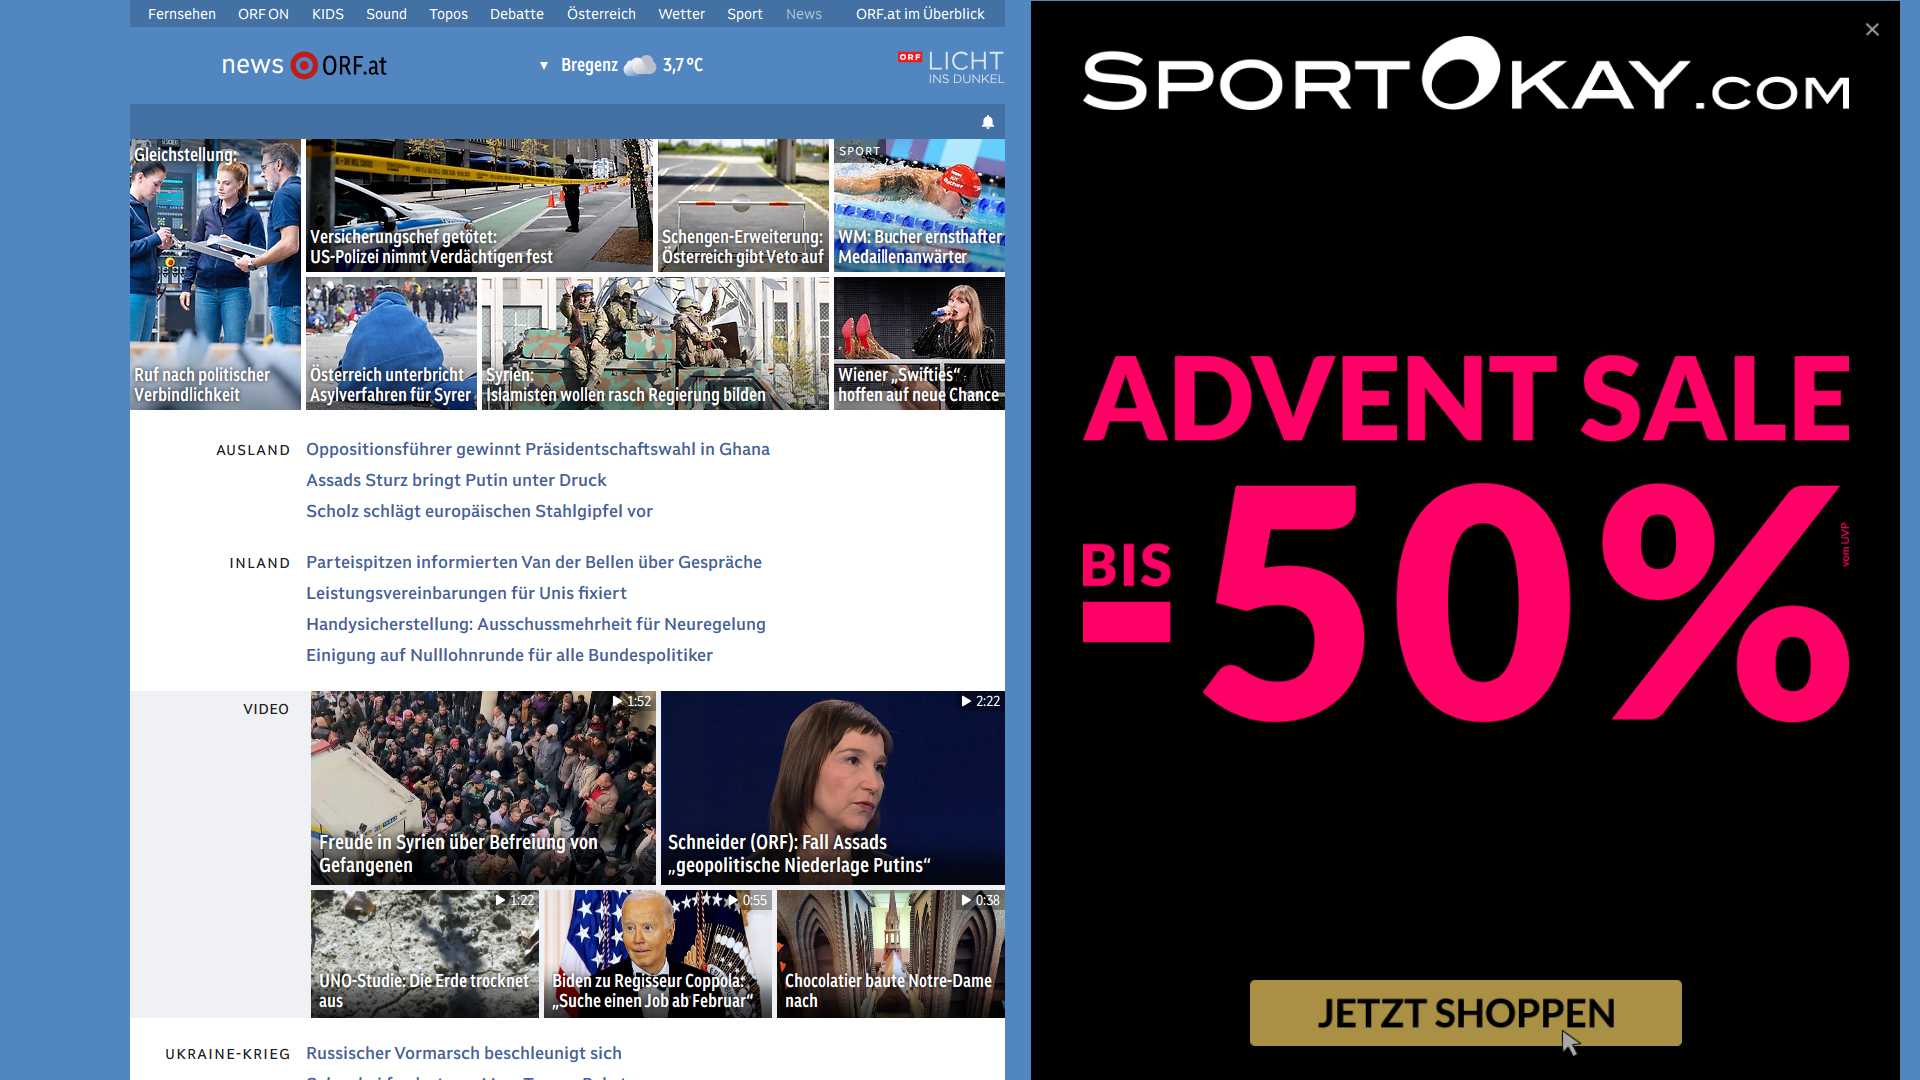 Fernsehen ORF ON KIDS Sound Topos Debatte Österreich Wetter Sport News ORF.at im Überblick
news ORF.at
▼ Bregenz 3,7 °C
ORF LICHT
INS DUNKEL
Gleichstellung:
Ruf nach politischer
Verbindlichkeit
Versicherungschef getötet:
US-Polizei nimmt Verdächtigen fest
Schengen-Erweiterung:
Österreich gibt Veto auf
SPORT
WM: Bucher ernsthafter
Medaillenanwärter
Österreich unterbricht
Asylverfahren für Syrer
Syrien:
Islamisten wollen rasch Regierung bilden
Wiener „Swifties“
hoffen auf neue Chance
AUSLAND
Oppositionsführer gewinnt Präsidentschaftswahl in Ghana
Assads Sturz bringt Putin unter Druck
Scholz schlägt europäischen Stahlgipfel vor
INLAND
Parteispitzen informierten Van der Bellen über Gespräche
Leistungsvereinbarungen für Unis fixiert
Handysicherstellung: Ausschussmehrheit für Neuregelung
Einigung auf Nulllohnrunde für alle Bundespolitiker
VIDEO
1:52
Freude in Syrien über Befreiung von
Gefangenen
2:22
Schneider (ORF): Fall Assads
„geopolitische Niederlage Putins“
1:22
UNO-Studie: Die Erde trocknet
aus
0:55
Biden zu Regisseur Coppola:
„Suche einen Job ab Februar“
0:38
Chocolatier baute Notre-Dame
nach
UKRAINE-KRIEG
Russischer Vormarsch beschleunigt sich
SPORTOKAY.COM
ADVENT SALE
BIS
-50%
vom UVP
JETZT SHOPPEN